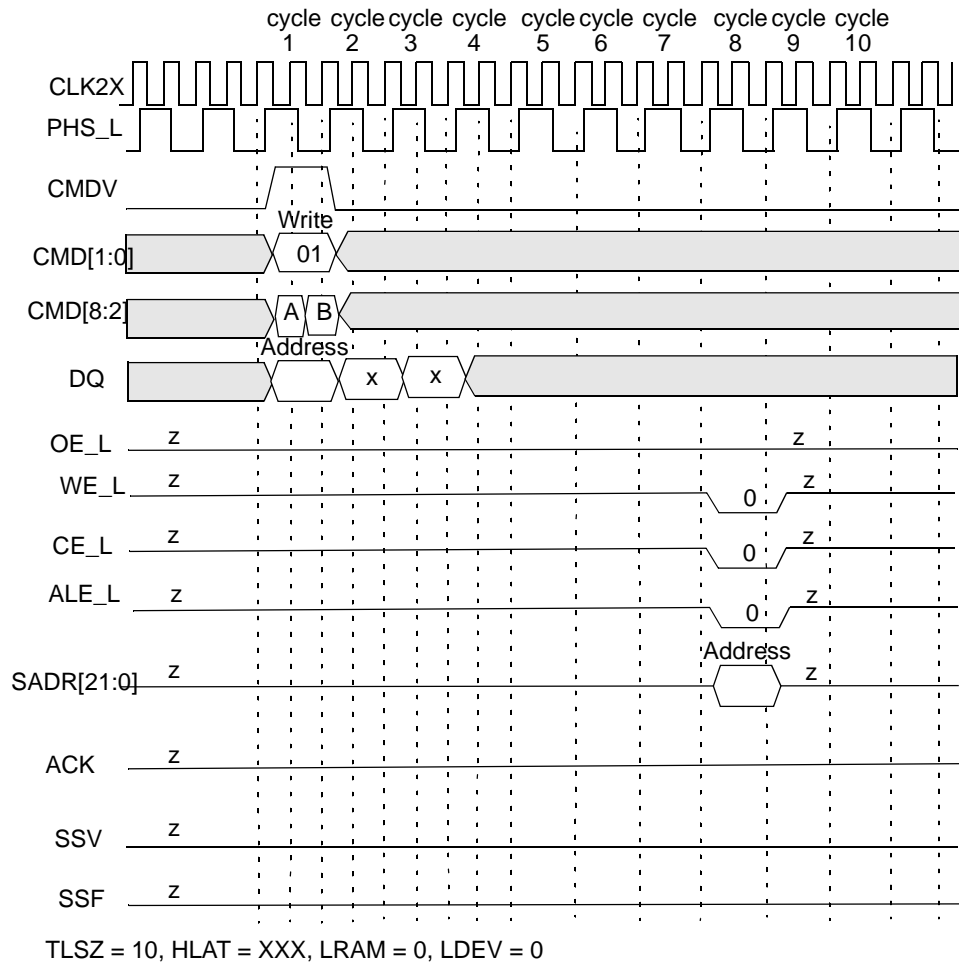 cycle cycle cycle cycle cycle cycle cycle cycle cycle cycle
1 2 3 4 5 6 7 8 9 10
CLK2X
PHS_L
CMDV
Write
CMD[1:0] 01
CMD[8:2] A B
Address
DQ x x
OE_L z z
WE_L z 0 z
CE_L z 0 z
ALE_L z 0 z
Address
SADR[21:0] z z
ACK z
SSV z
SSF z
TLSZ = 10, HLAT = XXX, LRAM = 0, LDEV = 0